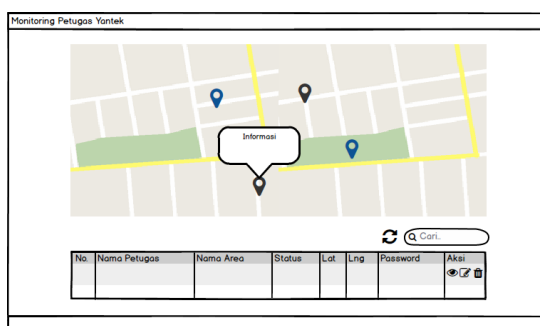 Monitoring Petugas Yantek
Informasi
Cari..
No. Nama Petugas Nama Area Status Lat Lng Password Aksi